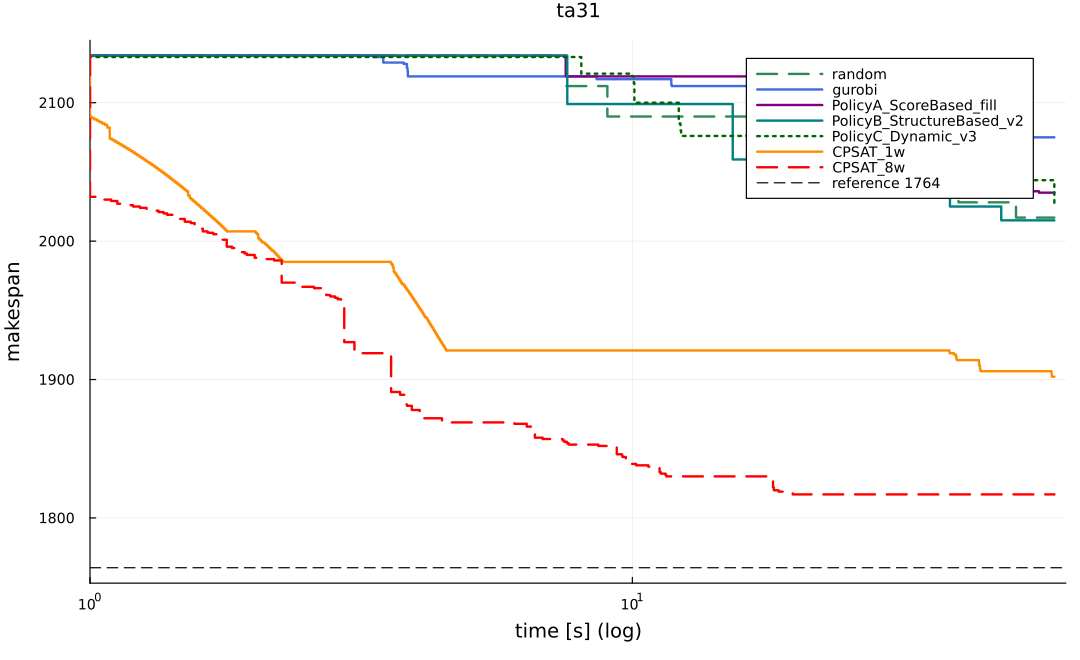 ta31
makespan
2100
2000
1900
1800
random
gurobi
PolicyA_ScoreBased_fill
PolicyB_StructureBased_v2
PolicyC_Dynamic_v3
CPSAT_1w
CPSAT_8w
reference 1764
10⁰
10¹
time [s] (log)